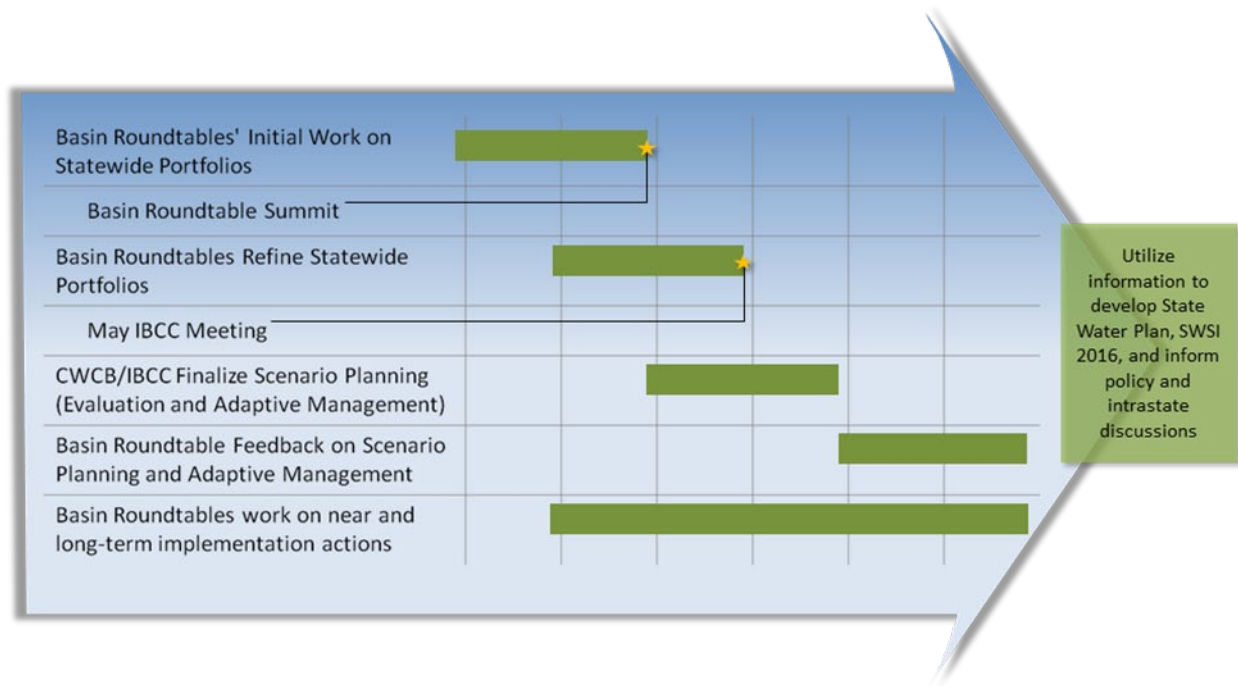 Basin Roundtables' Initial Work on
Statewide Portfolios
Basin Roundtable Summit
Basin Roundtables Refine Statewide
Portfolios
May IBCC Meeting
CWCB/IBCC Finalize Scenario Planning
(Evaluation and Adaptive Management)
Basin Roundtable Feedback on Scenario
Planning and Adaptive Management
Basin Roundtables work on near and
long-term implementation actions
Utilize
information to
develop State
Water Plan, SWSI
2016, and inform
policy and
intrastate
discussions